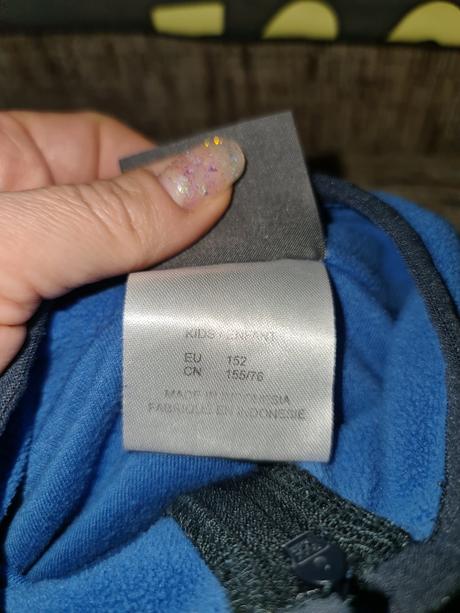 KIDS / ENFANT
EU 152
CN 155/76
MADE IN INDONESIA
FABRIQUÉ EN INDONESIE